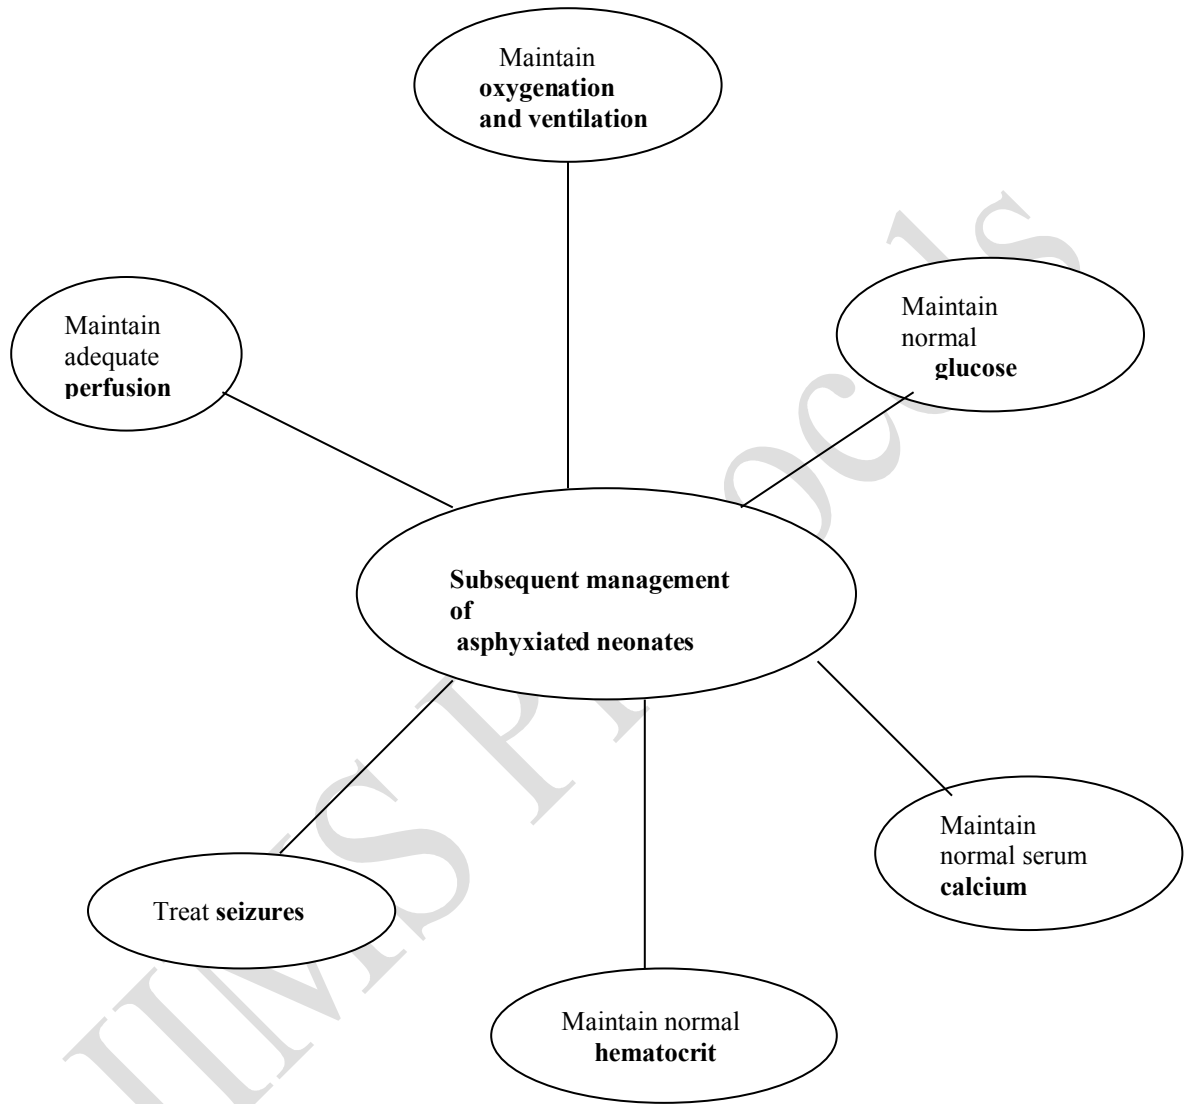 Maintain
oxygenation
and ventilation
Maintain
normal
glucose
Maintain
adequate
perfusion
Subsequent management
of
asphyxiated neonates
Maintain
normal serum
calcium
Treat seizures
Maintain normal
hematocrit